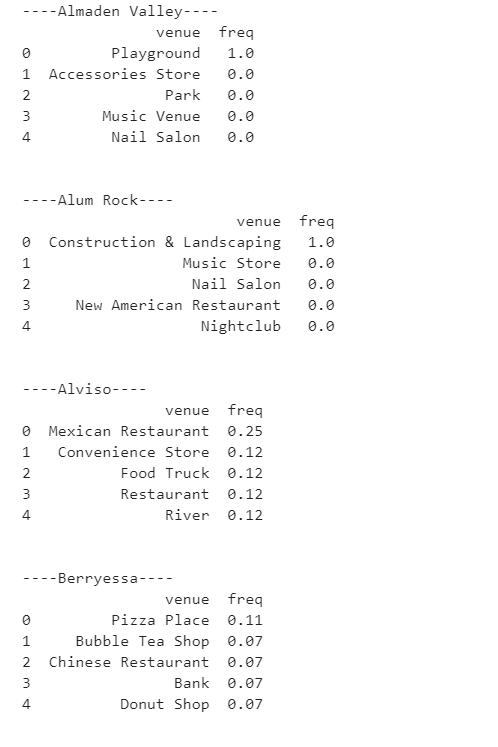 ----Almaden Valley----
venue freq
0 Playground 1.0
1 Accessories Store 0.0
2 Park 0.0
3 Music Venue 0.0
4 Nail Salon 0.0
----Alum Rock----
venue freq
0 Construction & Landscaping 1.0
1 Music Store 0.0
2 Nail Salon 0.0
3 New American Restaurant 0.0
4 Nightclub 0.0
----Alviso----
venue freq
0 Mexican Restaurant 0.25
1 Convenience Store 0.12
2 Food Truck 0.12
3 Restaurant 0.12
4 River 0.12
----Berryessa----
venue freq
0 Pizza Place 0.11
1 Bubble Tea Shop 0.07
2 Chinese Restaurant 0.07
3 Bank 0.07
4 Donut Shop 0.07